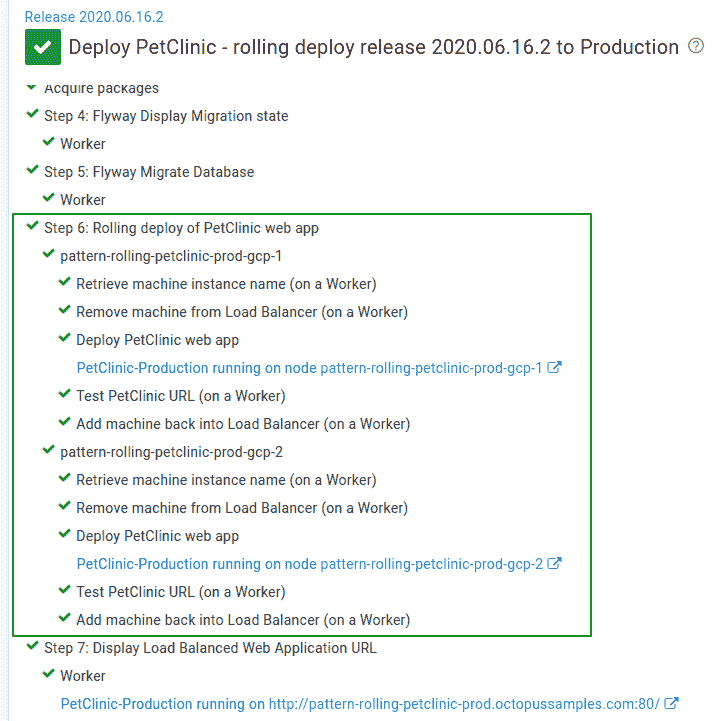 Release 2020.06.16.2
Deploy PetClinic - rolling deploy release 2020.06.16.2 to Production ?
Acquire packages
Step 4: Flyway Display Migration state
Worker
Step 5: Flyway Migrate Database
Worker
Step 6: Rolling deploy of PetClinic web app
pattern-rolling-petclinic-prod-gcp-1
Retrieve machine instance name (on a Worker)
Remove machine from Load Balancer (on a Worker)
Deploy PetClinic web app
PetClinic-Production running on node pattern-rolling-petclinic-prod-gcp-1
Test PetClinic URL (on a Worker)
Add machine back into Load Balancer (on a Worker)
pattern-rolling-petclinic-prod-gcp-2
Retrieve machine instance name (on a Worker)
Remove machine from Load Balancer (on a Worker)
Deploy PetClinic web app
PetClinic-Production running on node pattern-rolling-petclinic-prod-gcp-2
Test PetClinic URL (on a Worker)
Add machine back into Load Balancer (on a Worker)
Step 7: Display Load Balanced Web Application URL
Worker
PetClinic-Production running on http://pattern-rolling-petclinic-prod.octopussamples.com:80/